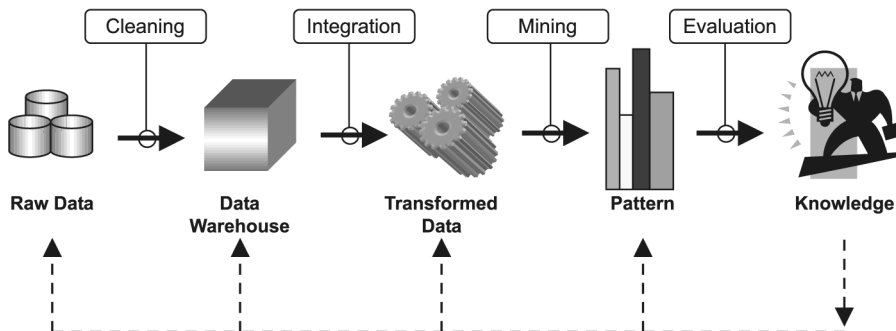 Cleaning
Integration
Mining
Evaluation
Raw Data
Data
Warehouse
Transformed
Data
Pattern
Knowledge